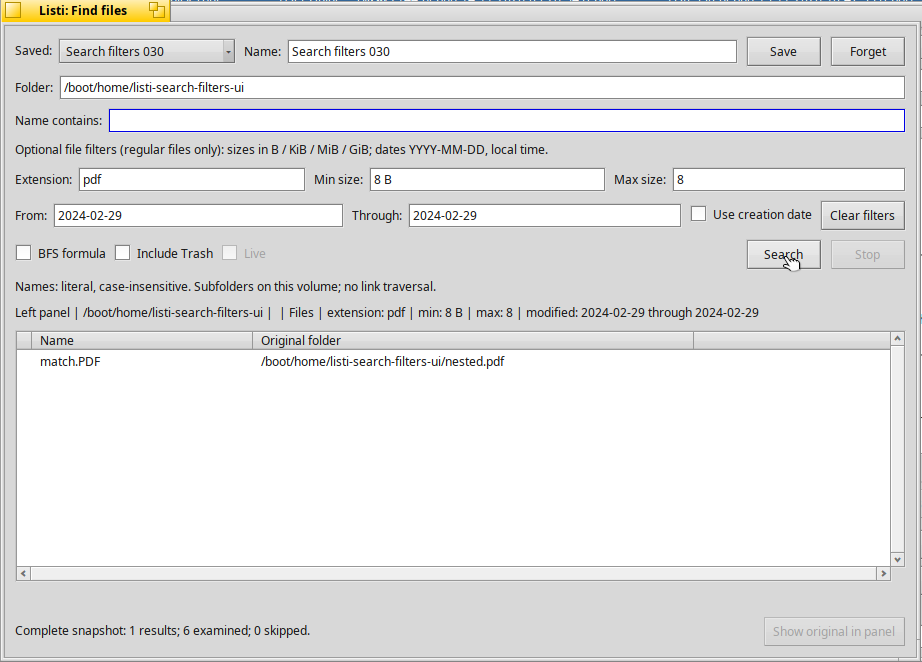 Listi: Find files
Saved: Search filters 030 Name: Search filters 030 Save Forget
Folder: /boot/home/listi-search-filters-ui
Name contains:
Optional file filters (regular files only): sizes in B / KiB / MiB / GiB; dates YYYY-MM-DD, local time.
Extension: pdf Min size: 8 B Max size: 8
From: 2024-02-29 Through: 2024-02-29 Use creation date Clear filters
BFS formula Include Trash Live Search Stop
Names: literal, case-insensitive. Subfolders on this volume; no link traversal.
Left panel | /boot/home/listi-search-filters-ui | | Files | extension: pdf | min: 8 B | max: 8 | modified: 2024-02-29 through 2024-02-29
Name Original folder
match.PDF /boot/home/listi-search-filters-ui/nested.pdf
Complete snapshot: 1 results; 6 examined; 0 skipped. Show original in panel